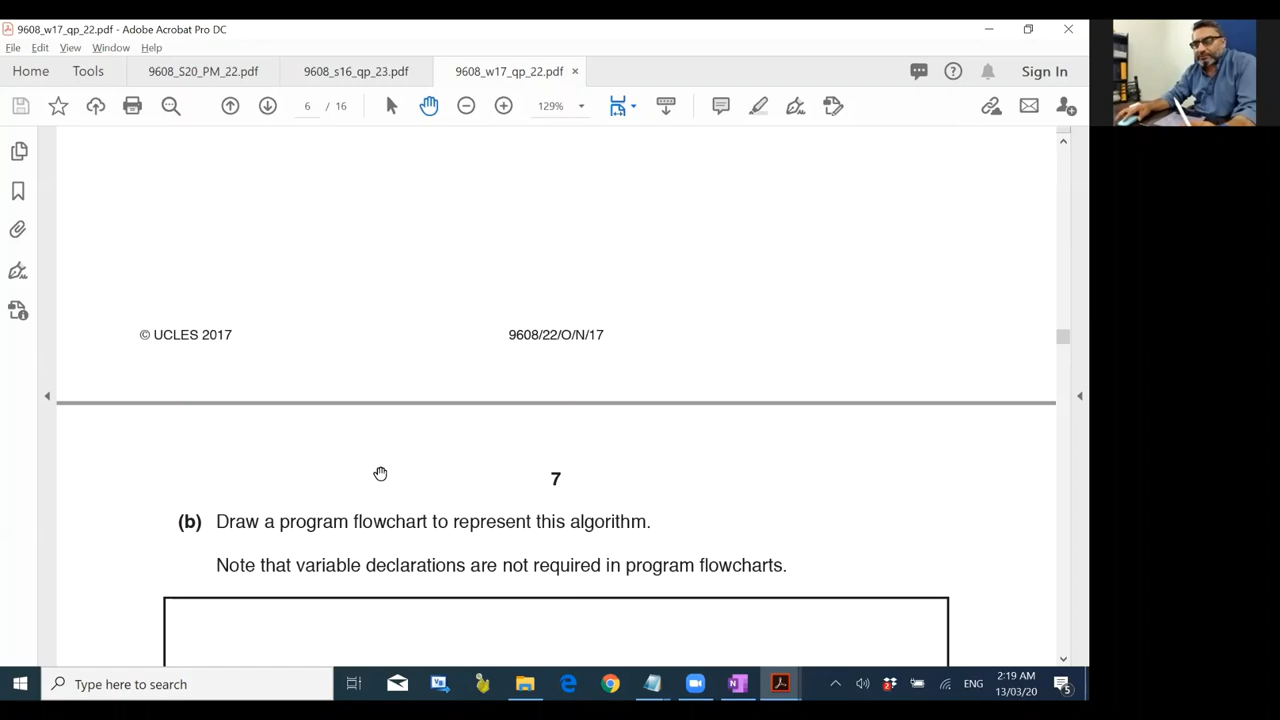 9608_w17_qp_22.pdf - Adobe Acrobat Pro DC
File Edit View Window Help
Home Tools 9608_S20_PM_22.pdf 9608_s16_qp_23.pdf 9608_w17_qp_22.pdf × Sign In
6 / 16 129%
© UCLES 2017 9608/22/O/N/17
7
(b) Draw a program flowchart to represent this algorithm.
Note that variable declarations are not required in program flowcharts.
Type here to search ENG 2:19 AM
13/03/20 5